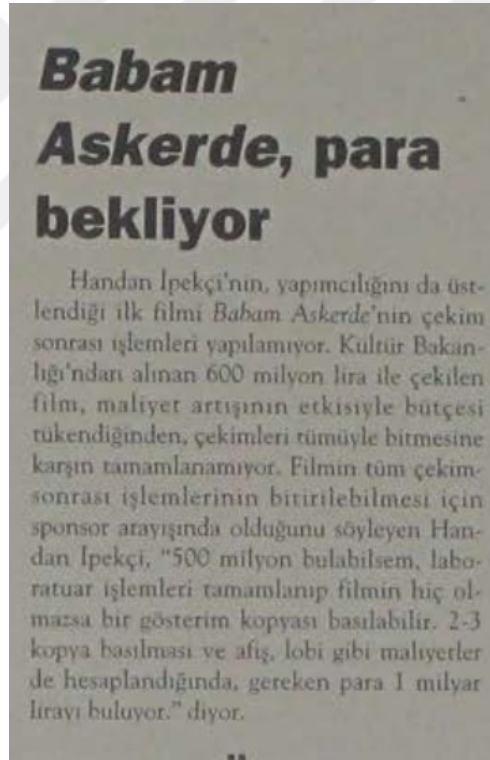 Babam
Askerde, para
bekliyor
Handan İpekçi'nin, yapımcılığını da üst-
lendiği ilk filmi Babam Askerde'nin çekim
sonrası işlemleri yapılamıyor. Kültür Bakan-
lığı'ndan alınan 600 milyon lira ile çekilen
film, maliyet artışının etkisiyle bütçesi
tükendiğinden, çekimleri tümüyle bitmesine
karşın tamamlanamıyor. Filmin tüm çekim-
sonrası işlemlerinin bitirilebilmesi için
sponsor arayışında olduğunu söyleyen Han-
dan İpekçi, "500 milyon bulabilsem, labo-
ratuar işlemleri tamamlanıp filmin hiç ol-
mazsa bir gösterim kopyası basılabilir. 2-3
kopya basılması ve afiş, lobi gibi maliyetler
de hesaplandığında, gereken para 1 milyar
lirayı buluyor." diyor.